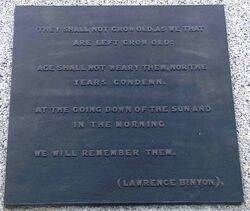 THEY SHALL NOT GROW OLD, AS WE THAT
ARE LEFT GROW OLD:
AGE SHALL NOT WEARY THEM, NOR THE
YEARS CONDEMN.
AT THE GOING DOWN OF THE SUN AND
IN THE MORNING
WE WILL REMEMBER THEM.
(LAWRENCE BINYON).